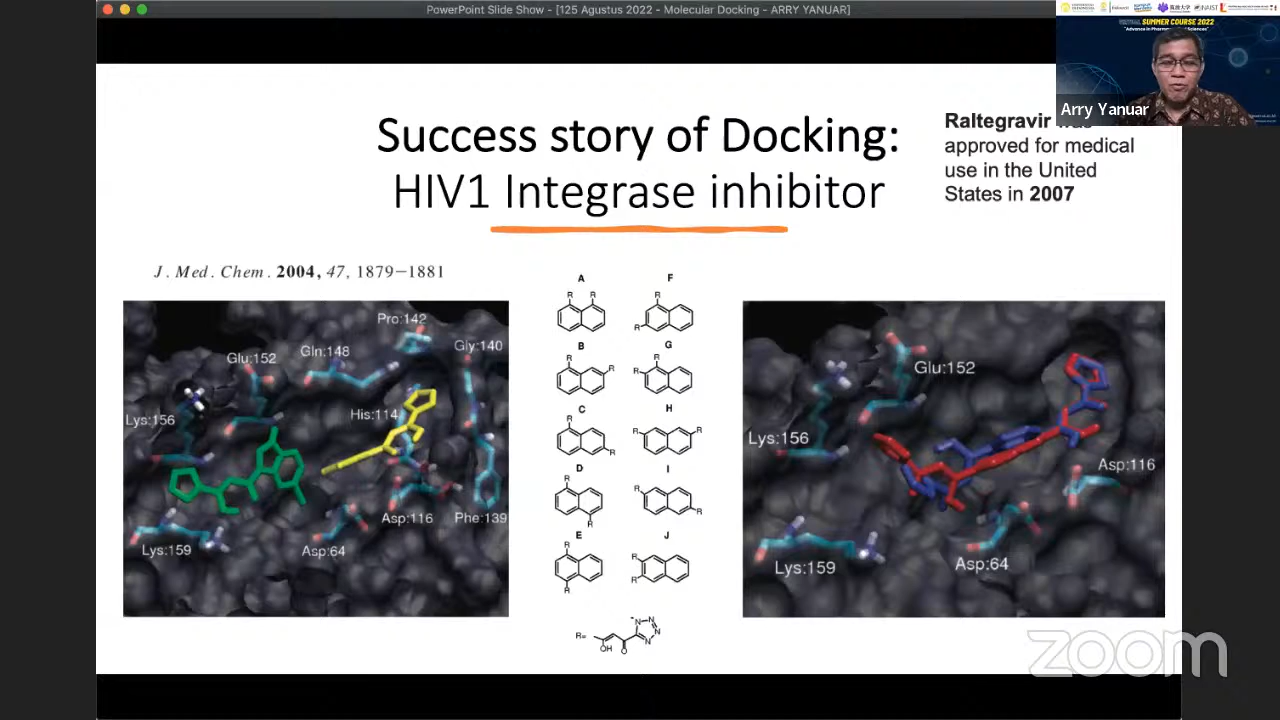 PowerPoint Slide Show - [125 Agustus 2022 - Molecular Docking - ARRY YANUAR]
SUMMER COURSE 2022
Arry Yanuar
Success story of Docking:
HIV1 Integrase inhibitor
Raltegravir
approved for medical
use in the United
States in 2007
J. Med. Chem. 2004, 47, 1879−1881
Pro:142
Glu:152
Gln:148
Gly:140
Lys:156
His:114
Asp:116
Phe:139
Lys:159
Asp:64
A
F
R
R
R
R
B
G
R
R
R
R
C
H
R
R
R
R
D
I
R
R
R
R
E
J
R
R
R
R
R=
OH
O
N
N
N
N
Glu:152
Lys:156
Asp:116
Lys:159
Asp:64
zoom